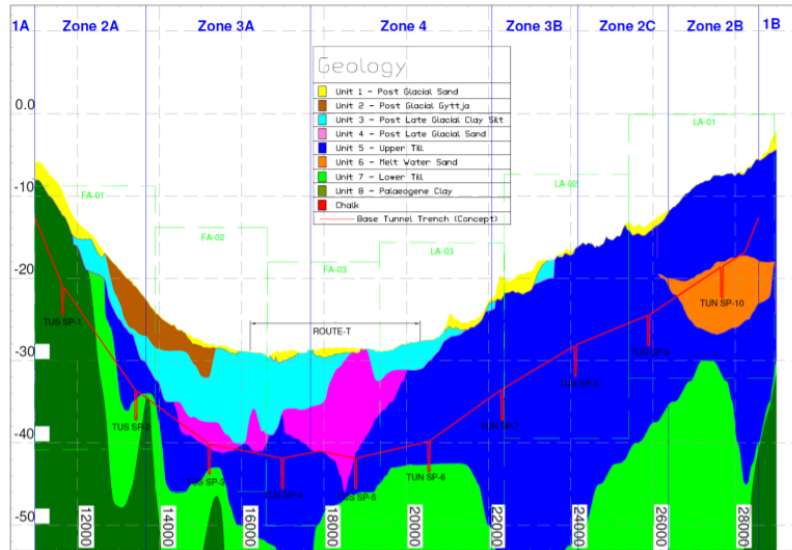 1A Zone 2A Zone 3A Zone 4 Zone 3B Zone 2C Zone 2B 1B
Geology
Unit 1 - Post Glacial Sand
Unit 2 - Post Glacial Gyttja
Unit 3 - Post Late Glacial Clay Silt
Unit 4 - Post Late Glacial Sand
Unit 5 - Upper Till
Unit 6 - Melt Water Sand
Unit 7 - Lower Till
Unit 8 - Palaeogene Clay
Chalk
Base Tunnel Trench (Concept)
0.0
LA-01
-10
FA-01
LA-02
FA-02
LA-03
FA-03
-20
TUN SP-10
TUS SP-1
ROUTE-T
-30
TUN SP-9
TUN SP-8
-40
TUS SP-2
TUN SP-7
TUS SP-3
TUS SP-4
TUS SP-5
TUN SP-6
-50
12000
14000
16000
18000
20000
22000
24000
26000
28000